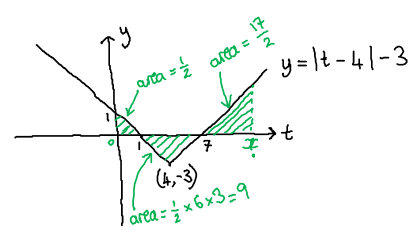 y
area = 1/2
area = 17/2
y = |t - 4| - 3
1
0
1
7
x
t
(4, -3)
area = 1/2 × 6 × 3 = 9